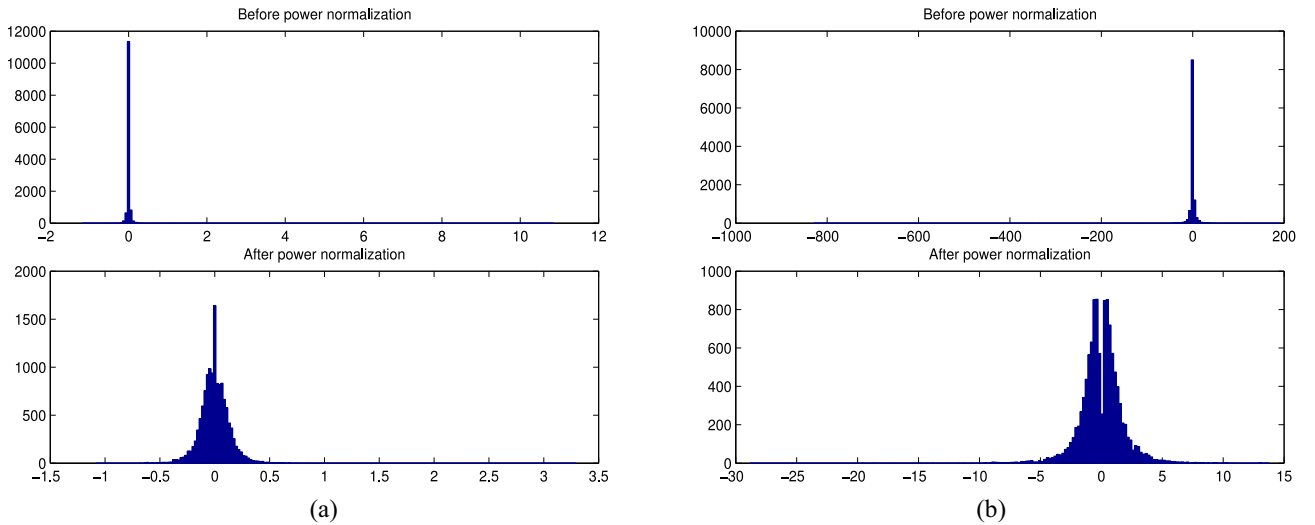 Before power normalization
12000
10000
8000
6000
4000
2000
0
−2 0 2 4 6 8 10 12
After power normalization
2000
1500
1000
500
0
−1.5 −1 −0.5 0 0.5 1 1.5 2 2.5 3 3.5
(a)
Before power normalization
10000
8000
6000
4000
2000
0
−1000 −800 −600 −400 −200 0 200
After power normalization
1000
800
600
400
200
0
−30 −25 −20 −15 −10 −5 0 5 10 15
(b)